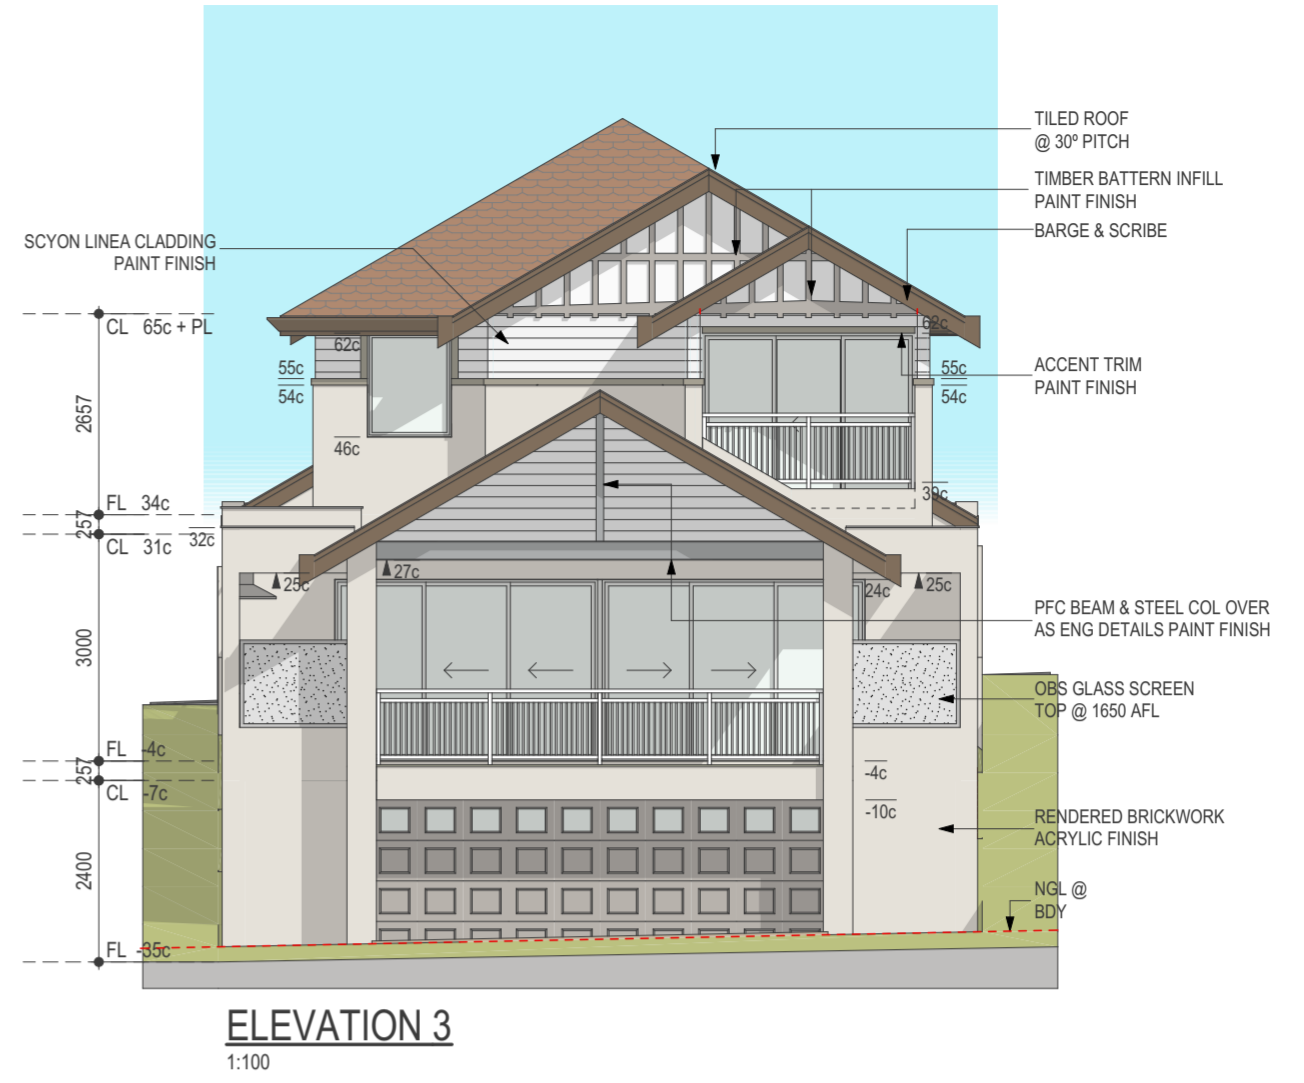 TILED ROOF
@ 30º PITCH
TIMBER BATTERN INFILL
PAINT FINISH
BARGE & SCRIBE
SCYON LINEA CLADDING
PAINT FINISH
CL 65c + PL
62c
62c
55c
54c
55c
54c
ACCENT TRIM
PAINT FINISH
2657
46c
39c
FL 34c
257
32c
CL 31c
27c
25c
24c
25c
PFC BEAM & STEEL COL OVER
AS ENG DETAILS PAINT FINISH
3000
OBS GLASS SCREEN
TOP @ 1650 AFL
FL -4c
257
-4c
CL -7c
-10c
RENDERED BRICKWORK
ACRYLIC FINISH
2400
NGL @
BDY
FL -35c
ELEVATION 3
1:100